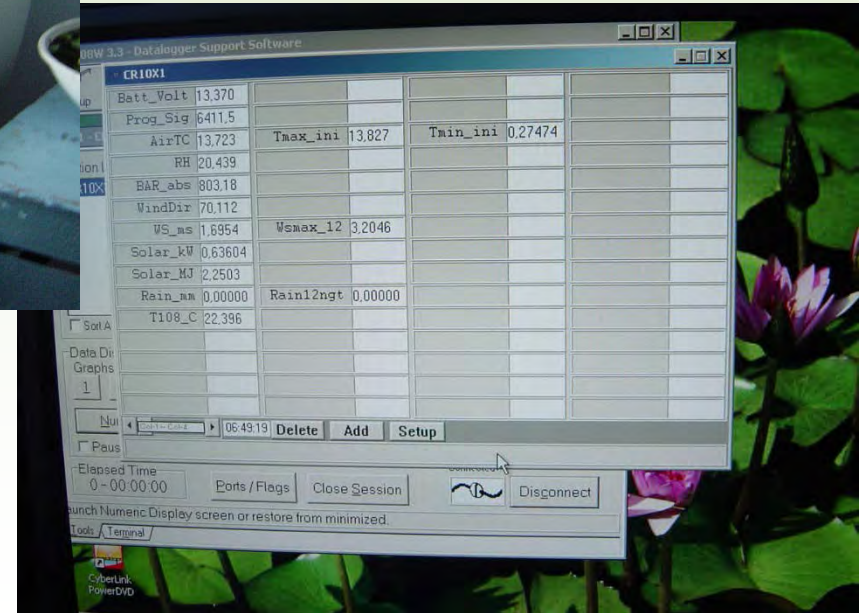 08W 3.3 - Datalogger Support Software
CR10X1
Batt_Volt 13,370
Prog_Sig 6411,5
AirTC 13,723 Tmax_ini 13,827 Tmin_ini 0,27474
RH 20,439
BAR_abs 803,18
WindDir 70,112
WS_ms 1,6954 Wsmax_12 3,2046
Solar_kW 0,63604
Solar_MJ 2,2503
Rain_mm 0,00000 Rain12ngt 0,00000
T108_C 22,396
Sort A
Data Di
Graphs
1
Nu
06:49:19 Delete Add Setup
Paus
Elapsed Time
0 - 00:00:00 Ports / Flags Close Session Disconnect
aunch Numeric Display screen or restore from minimized.
Tools Terminal
CyberLink
PowerDVD